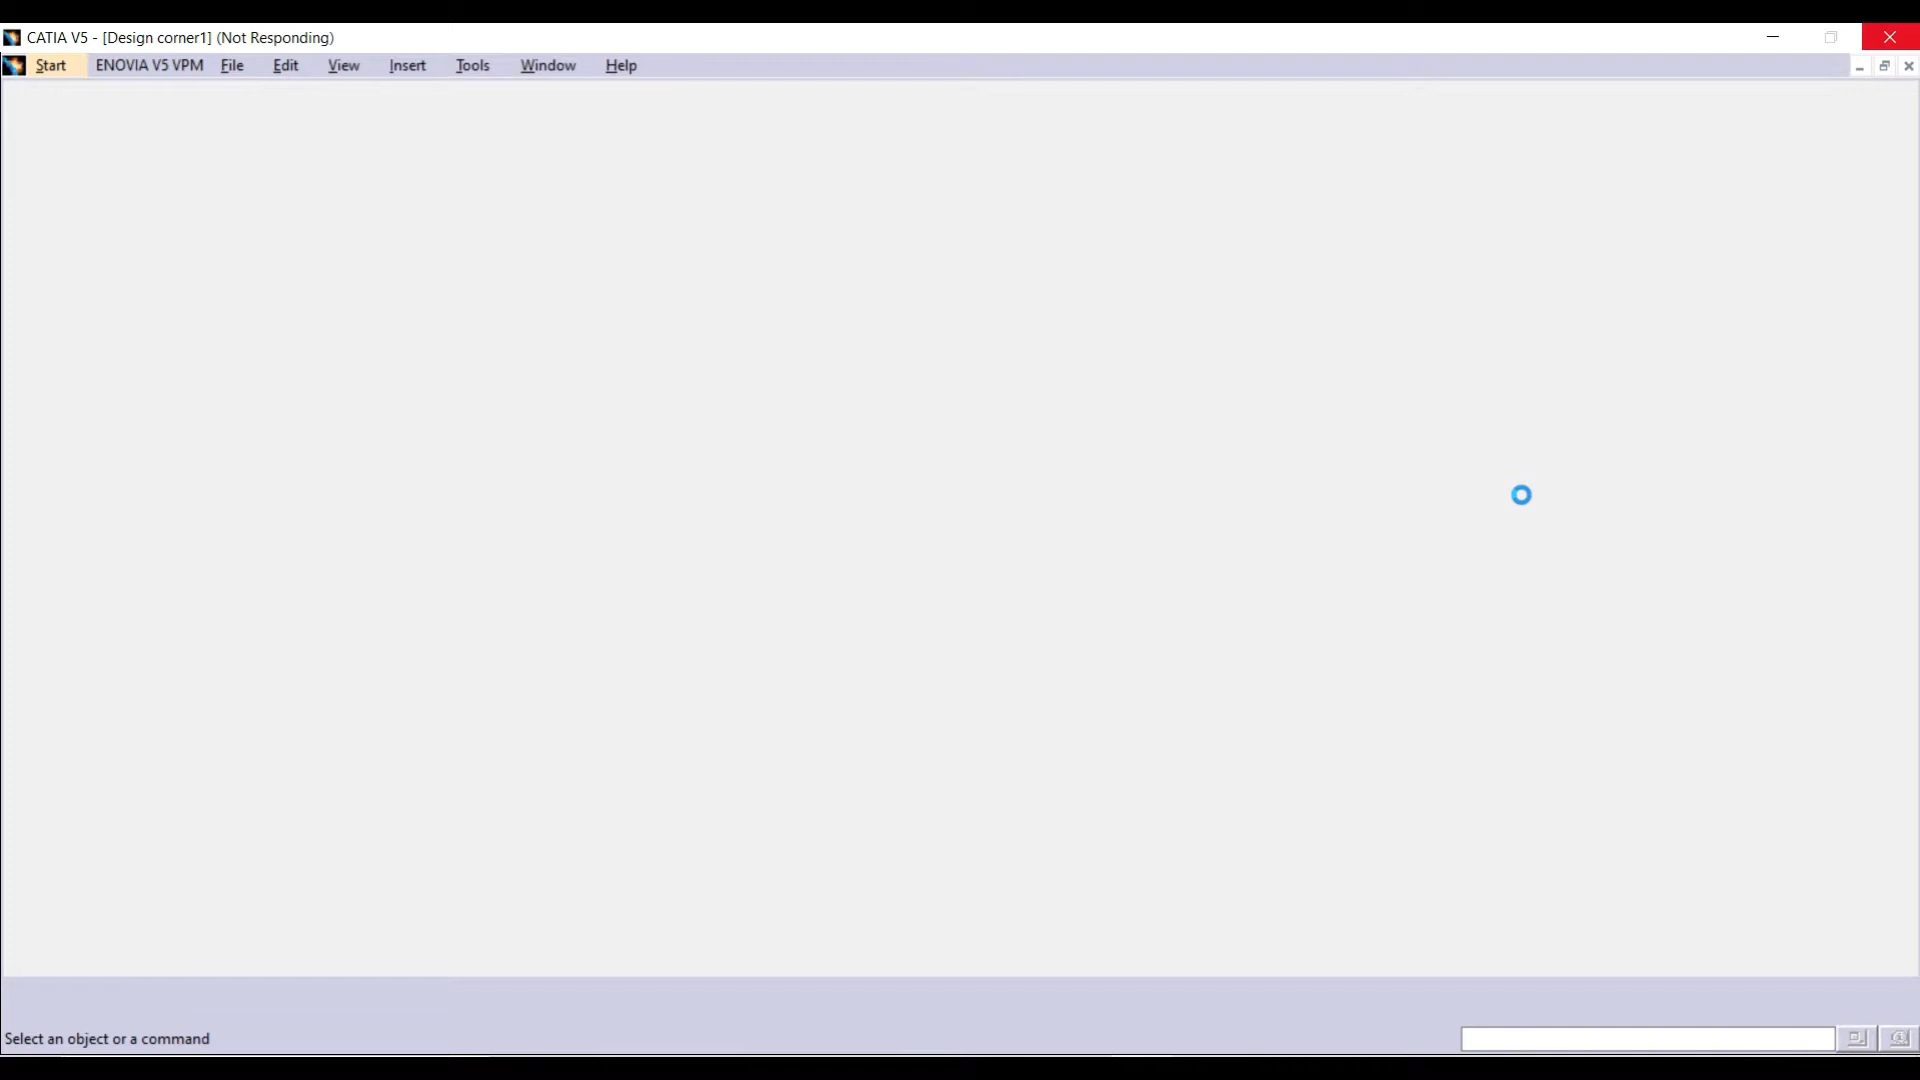 CATIA V5 - [Design corner1] (Not Responding)
Start ENOVIA V5 VPM File Edit View Insert Tools Window Help
Select an object or a command